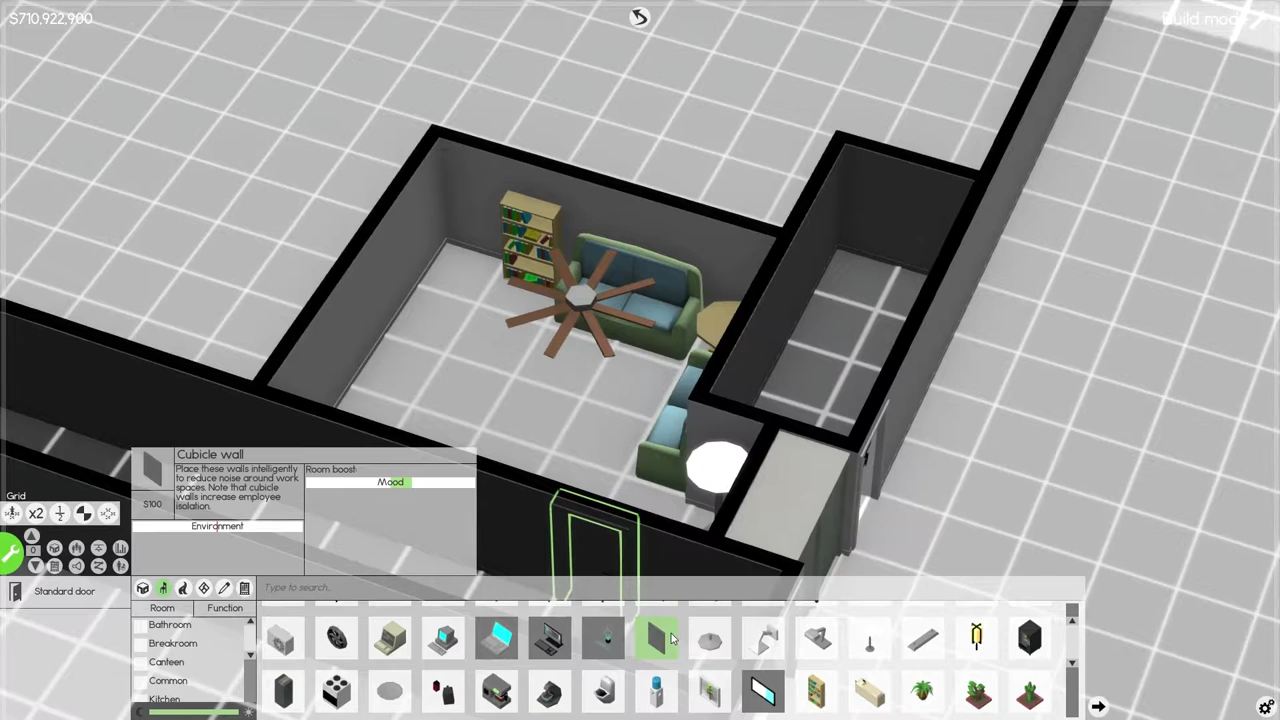 $710,922,900
Build mode
Cubicle wall
Place these walls intelligently
to reduce noise around work
spaces. Note that cubicle
walls increase employee
isolation.
$100
Room boost:
Mood
Environment
Grid
x2
Standard door
Type to search...
Room
Function
Bathroom
Breakroom
Canteen
Common
Kitchen